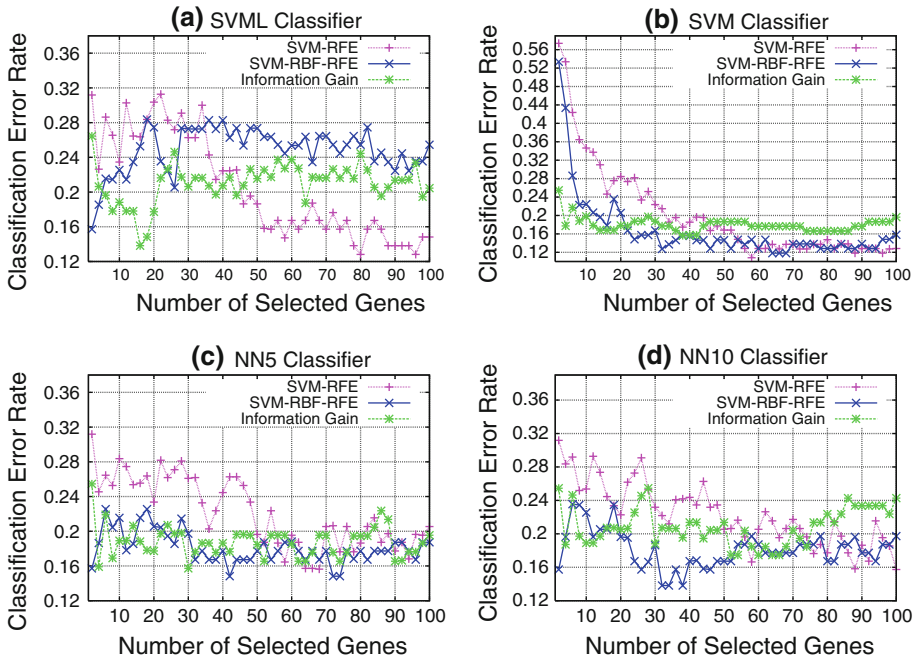 (a) SVML Classifier
Classification Error Rate
0.36
0.32
0.28
0.24
0.2
0.16
0.12
SVM-RFE
SVM-RBF-RFE
Information Gain
10 20 30 40 50 60 70 80 90 100
Number of Selected Genes
(b) SVM Classifier
Classification Error Rate
0.56
0.52
0.48
0.44
0.4
0.36
0.32
0.28
0.24
0.2
0.16
0.12
SVM-RFE
SVM-RBF-RFE
Information Gain
10 20 30 40 50 60 70 80 90 100
Number of Selected Genes
(c) NN5 Classifier
Classification Error Rate
0.36
0.32
0.28
0.24
0.2
0.16
0.12
SVM-RFE
SVM-RBF-RFE
Information Gain
10 20 30 40 50 60 70 80 90 100
Number of Selected Genes
(d) NN10 Classifier
Classification Error Rate
0.36
0.32
0.28
0.24
0.2
0.16
0.12
SVM-RFE
SVM-RBF-RFE
Information Gain
10 20 30 40 50 60 70 80 90 100
Number of Selected Genes